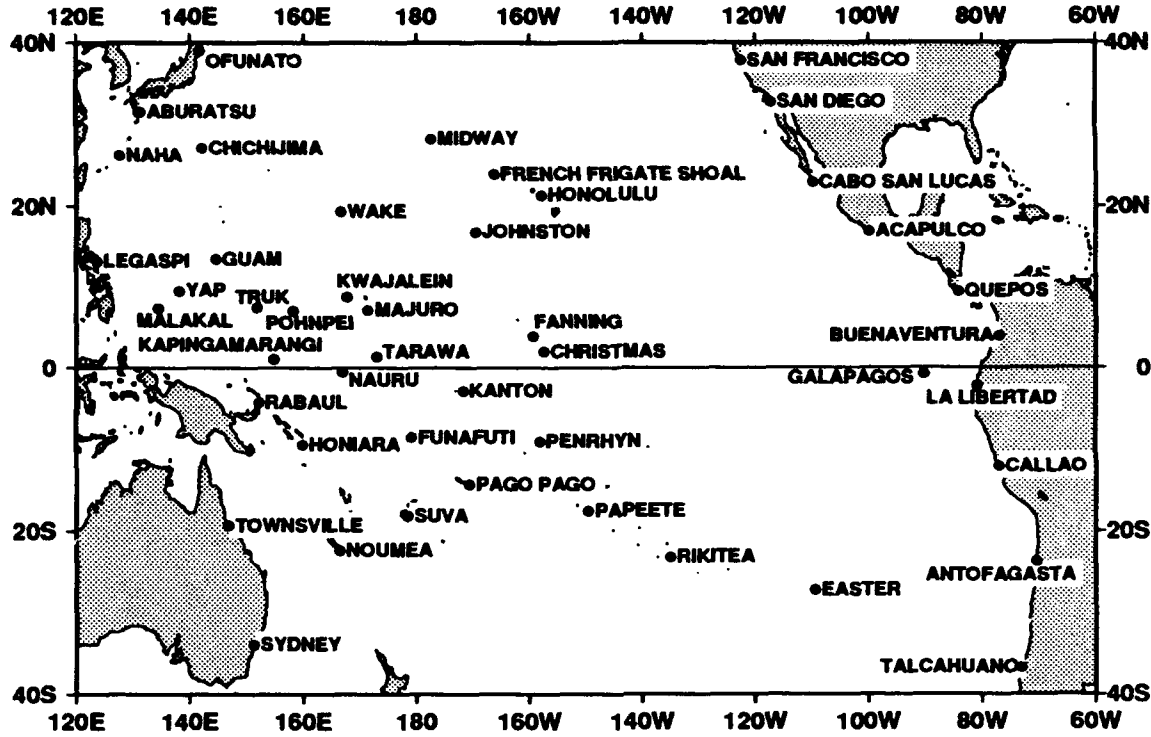 120E 140E 160E 180 160W 140W 120W 100W 80W 60W
40N 40N
OFUNATO SAN FRANCISCO
ABURATSU SAN DIEGO
MIDWAY
NAHA CHICHIJIMA
FRENCH FRIGATE SHOAL CABO SAN LUCAS
HONOLULU
20N WAKE 20N
JOHNSTON ACAPULCO
LEGASPI GUAM
KWAJALEIN
YAP TRUK QUEPOS
MALAKAL POHNPEI MAJURO
FANNING BUENAVENTURA
KAPINGAMARANGI TARAWA CHRISTMAS
0 0
NAURU GALAPAGOS
RABAUL KANTON LA LIBERTAD
HONIARA FUNAFUTI PENRHYN
CALLAO
PAGO PAGO
SUVA PAPEETE
20S TOWNSVILLE 20S
NOUMEA RIKITEA
ANTOFAGASTA
EASTER
SYDNEY
TALCAHUANO
40S 40S
120E 140E 160E 180 160W 140W 120W 100W 80W 60W